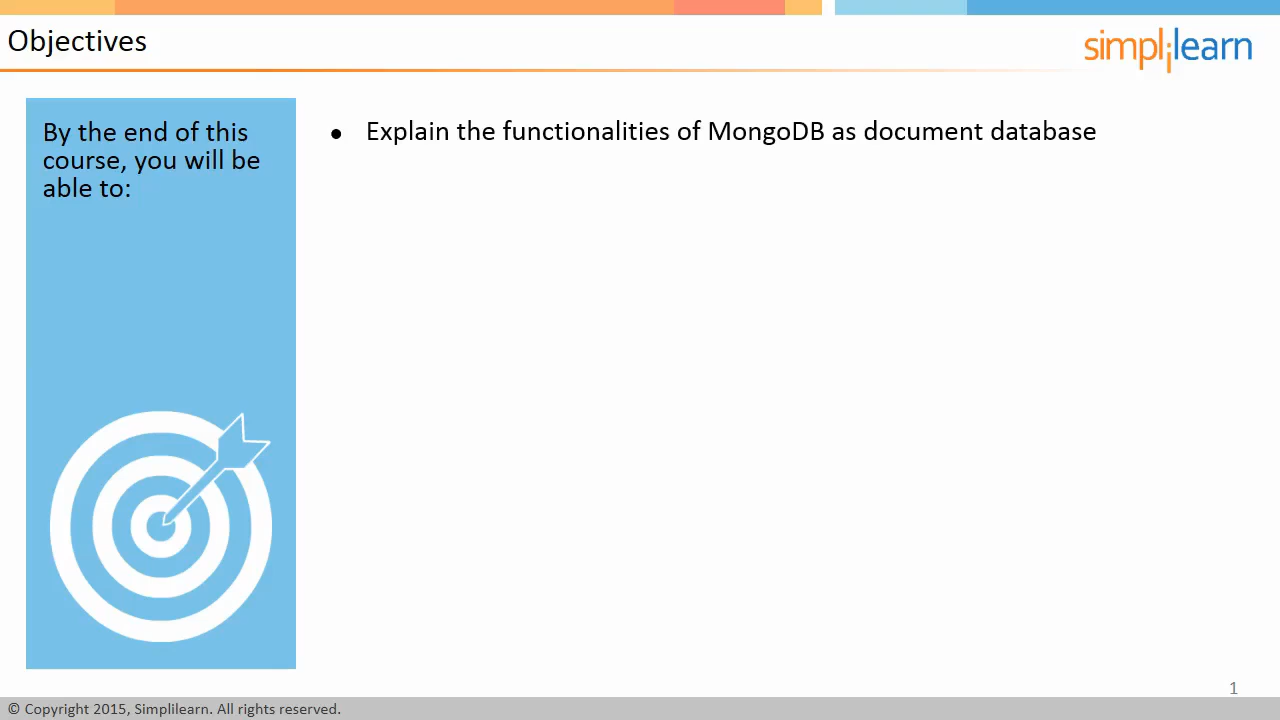 Objectives
simplilearn
By the end of this
course, you will be
able to:
● Explain the functionalities of MongoDB as document database
1
© Copyright 2015, Simplilearn. All rights reserved.